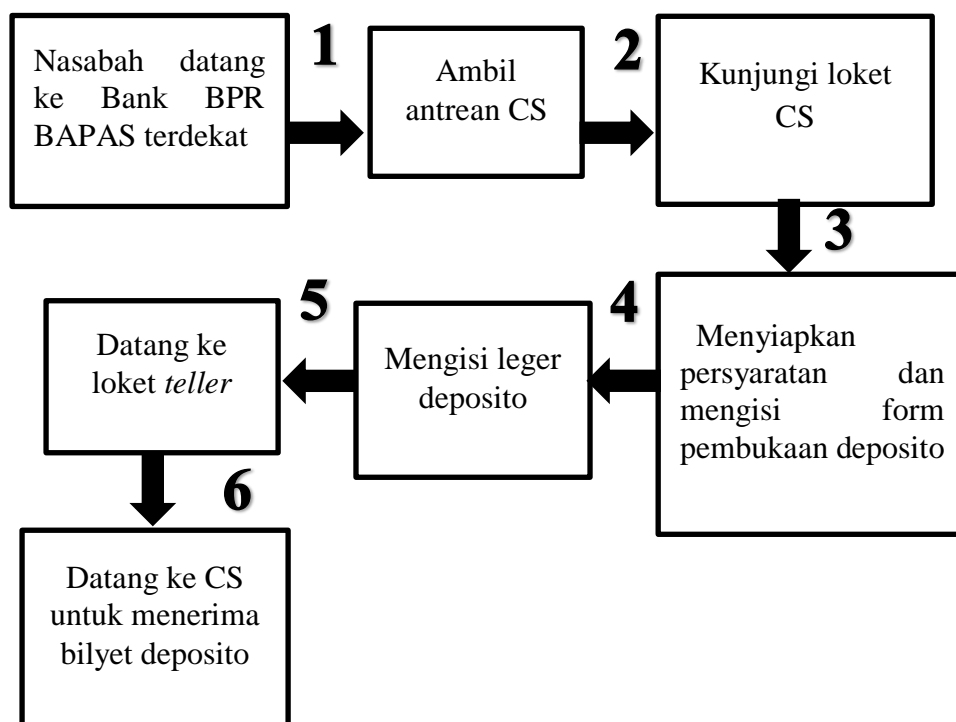 Nasabah datang
ke Bank BPR
BAPAS terdekat
1
Ambil
antrean CS
2
Kunjungi loket
CS
3
Menyiapkan
persyaratan dan
mengisi form
pembukaan deposito
4
Mengisi leger
deposito
5
Datang ke
loket teller
6
Datang ke CS
untuk menerima
bilyet deposito